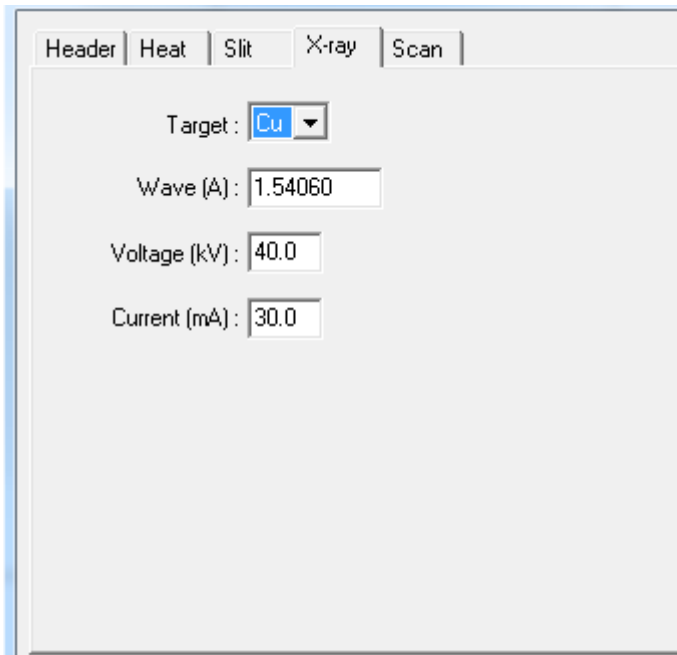 Header Heat Slit X-ray Scan
Target : Cu
Wave (A) : 1.54060
Voltage (kV) : 40.0
Current (mA) : 30.0